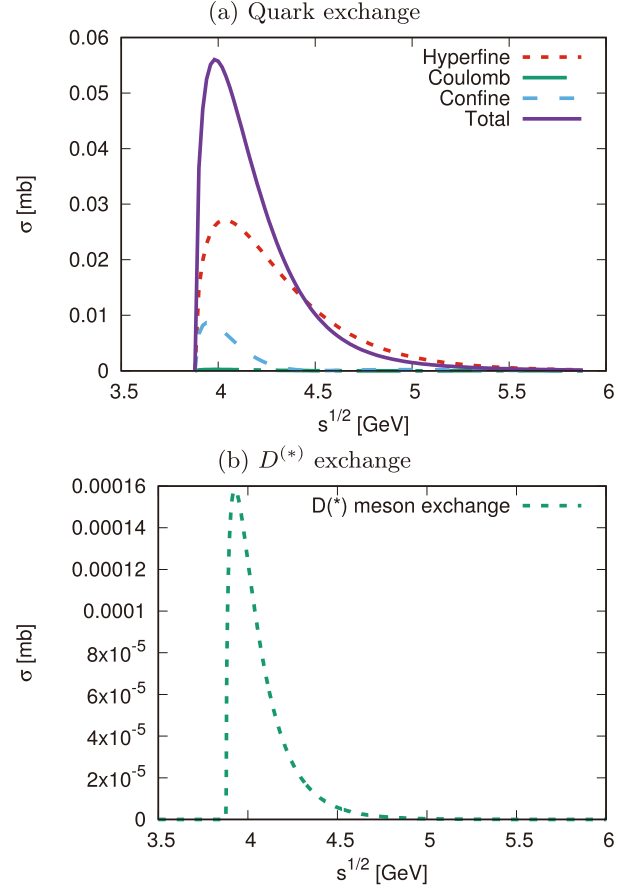 (a) Quark exchange
0.06
0.05
0.04
0.03
0.02
0.01
0
σ [mb]
Hyperfine
Coulomb
Confine
Total
3.5 4 4.5 5 5.5 6
s^{1/2} [GeV]
(b) D^{(*)} exchange
0.00016
0.00014
0.00012
0.0001
8x10^{-5}
6x10^{-5}
4x10^{-5}
2x10^{-5}
0
σ [mb]
D(*) meson exchange
3.5 4 4.5 5 5.5 6
s^{1/2} [GeV]